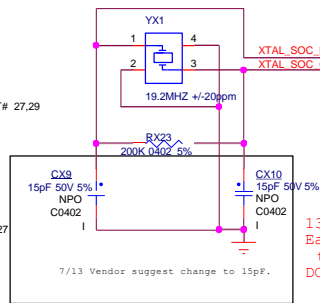 YX1
1
4
2
3
XTAL_SOC_
XTAL_SOC_
19.2MHZ +/-20ppm
T# 27,29
RX23
200K 0402 5%
CX9
15pF 50V 5%
NPO
C0402
I
CX10
15pF 50V 5%
NPO
C0402
I
27
7/13 Vendor suggest change to 15pF.
13
Ea
t
DO